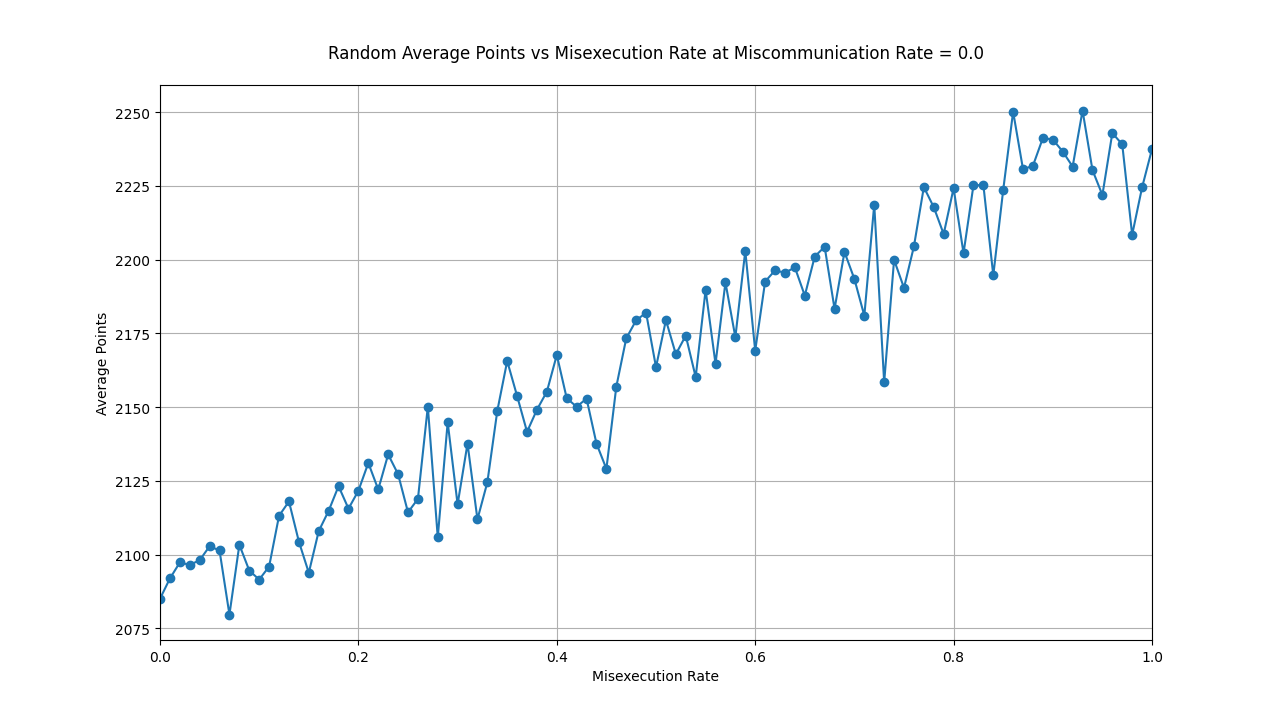 Random Average Points vs Misexecution Rate at Miscommunication Rate = 0.0
2250
2225
2200
2175
2150
2125
2100
2075
Average Points
0.0 0.2 0.4 0.6 0.8 1.0
Misexecution Rate